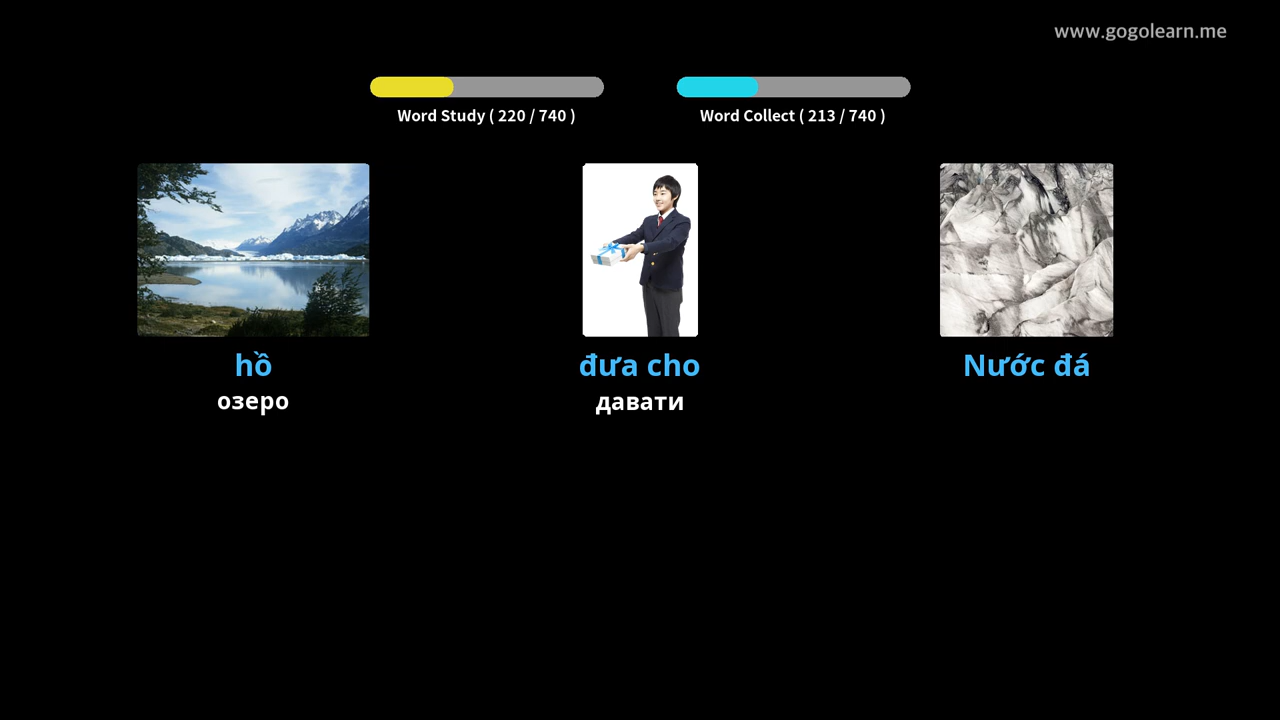 www.gogolearn.me
Word Study ( 220 / 740 )
Word Collect ( 213 / 740 )
hồ
đưa cho
Nước đá
озеро
давати